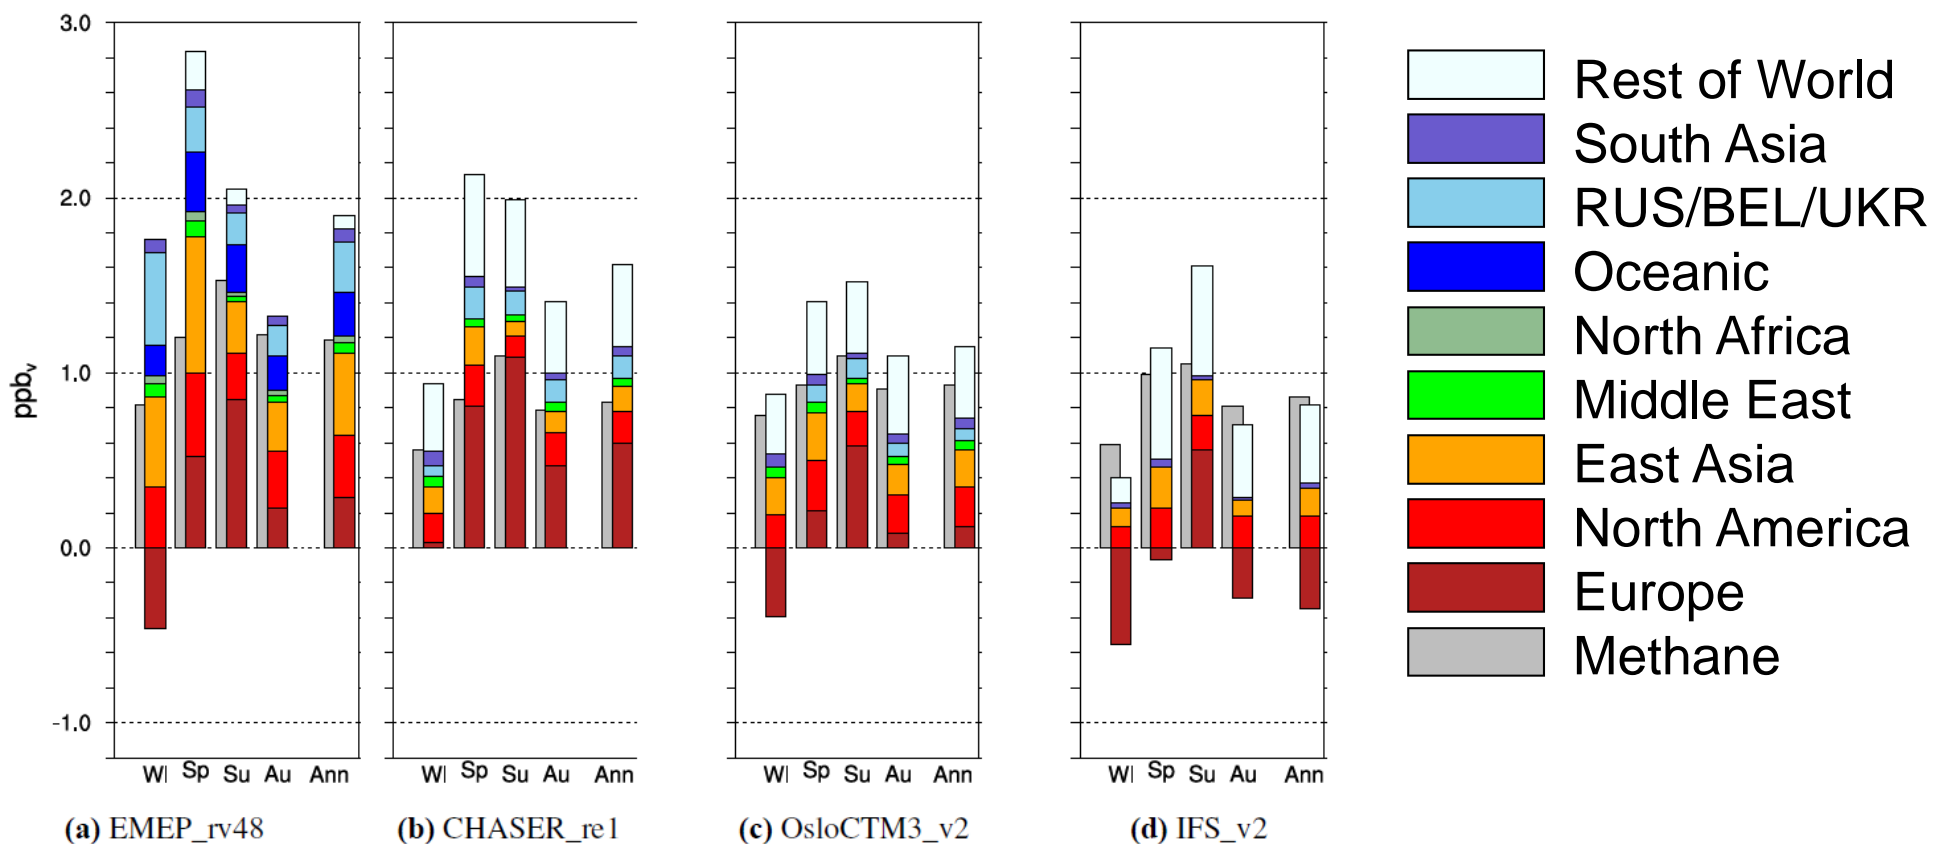 3.0
2.0
1.0
0.0
-1.0
ppbv
WI Sp Su Au Ann
WI Sp Su Au Ann
WI Sp Su Au Ann
WI Sp Su Au Ann
(a) EMEP_rv48
(b) CHASER_re1
(c) OsloCTM3_v2
(d) IFS_v2
Rest of World
South Asia
RUS/BEL/UKR
Oceanic
North Africa
Middle East
East Asia
North America
Europe
Methane